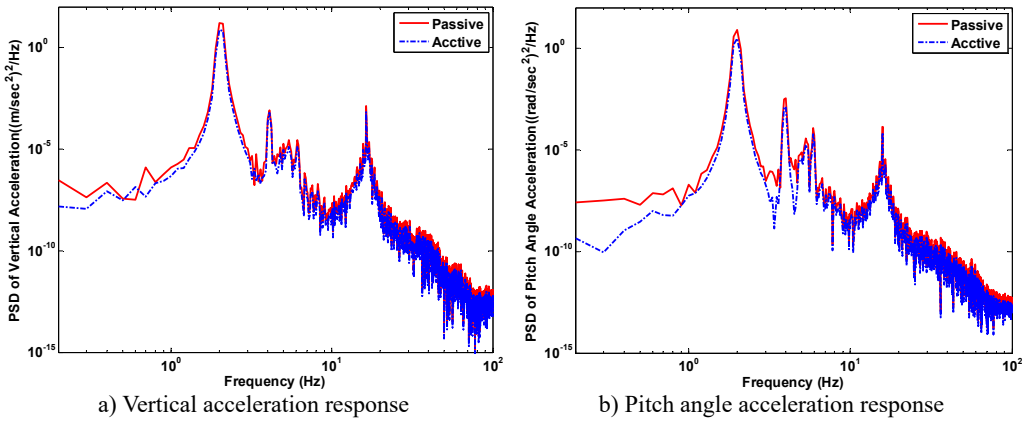 Passive
Acctive
10^0
10^-5
10^-10
10^-15
PSD of Vertical Acceleration((m/sec^2)^2/Hz)
10^0
10^1
10^2
Frequency (Hz)
a) Vertical acceleration response
Passive
Acctive
10^0
10^-5
10^-10
10^-15
PSD of Pitch Angle Acceleration((rad/sec^2)^2/Hz)
10^0
10^1
10^2
Frequency (Hz)
b) Pitch angle acceleration response